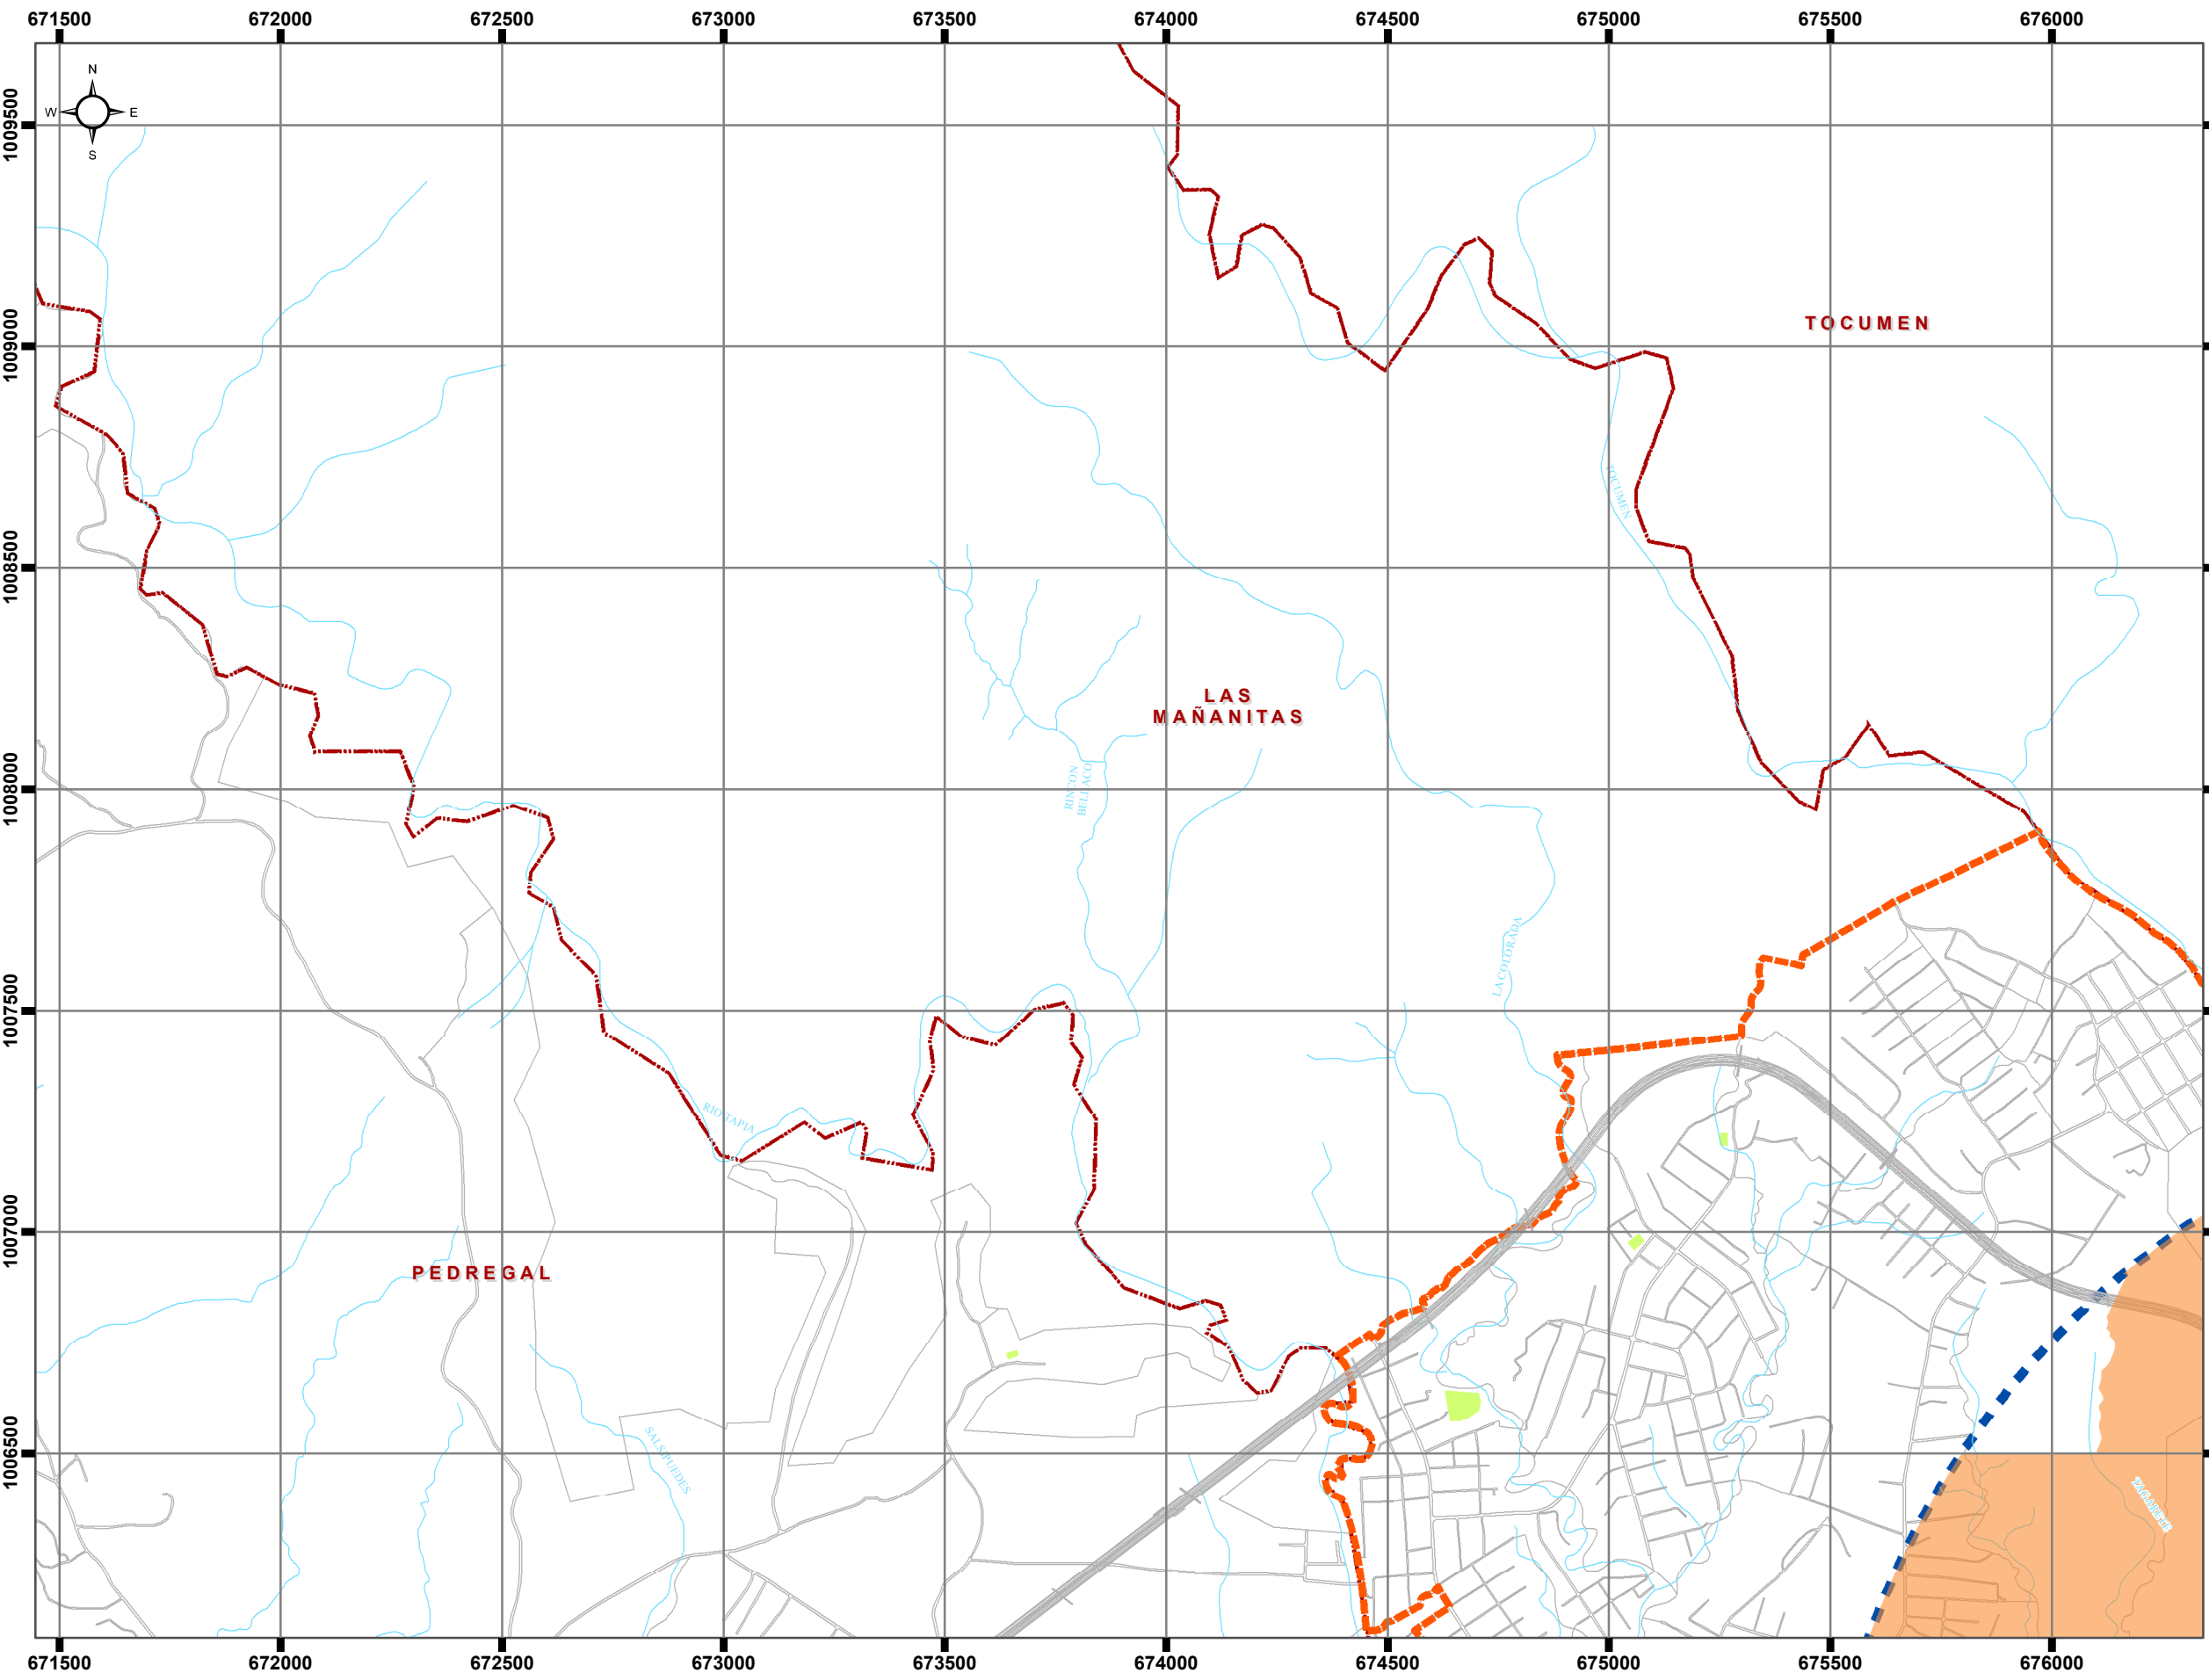 671500 672000 672500 673000 673500 674000 674500 675000 675500 676000
N
W E
S
1009500
1009000
1008500
1008000
1007500
1007000
1006500
TOCUMEN
TOCUMEN
LAS
MAÑANITAS
RINCON
BELLACO
LA COLORADA
RIO TAPIA
PEDREGAL
SALSIPUEDES
TAGARETE
671500 672000 672500 673000 673500 674000 674500 675000 675500 676000